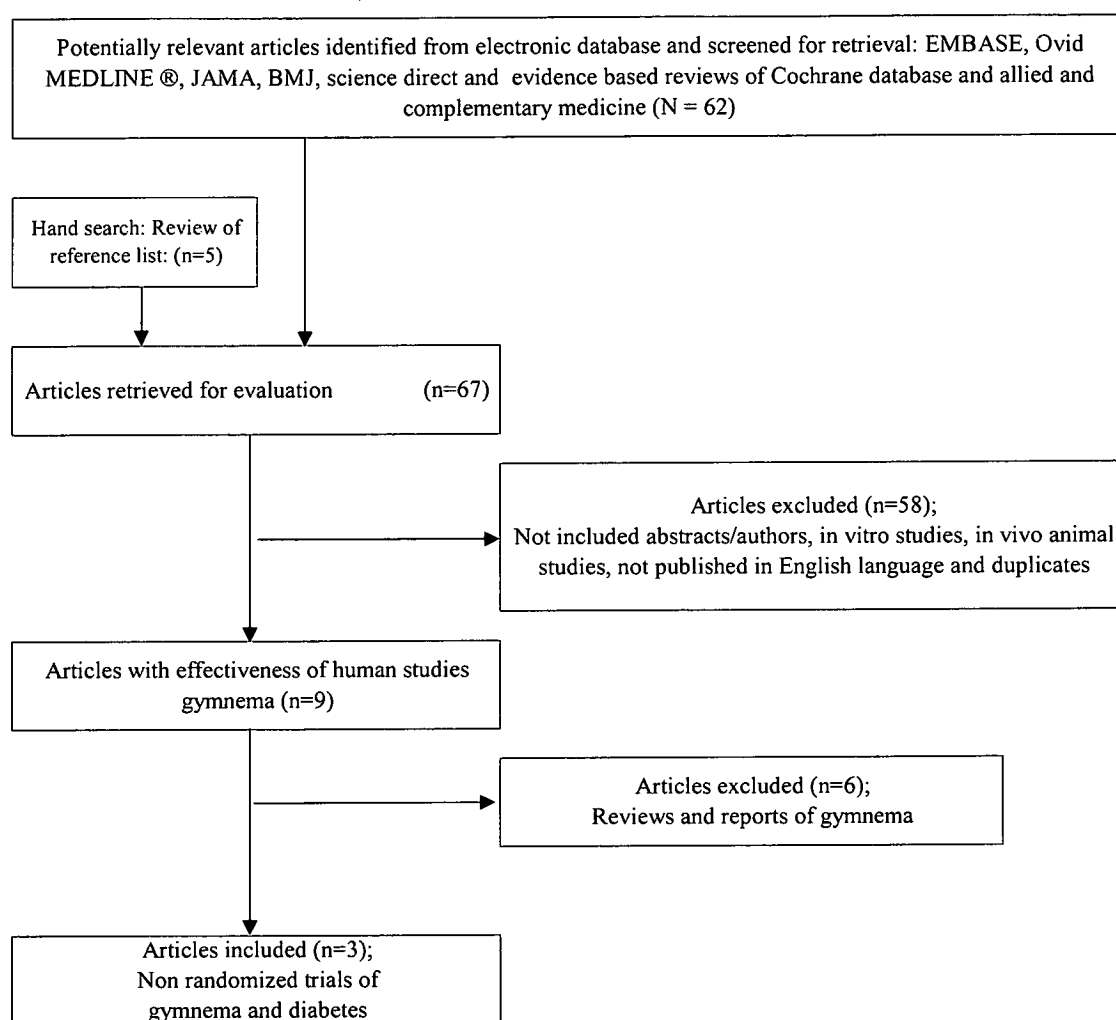 Potentially relevant articles identified from electronic database and screened for retrieval: EMBASE, Ovid
MEDLINE ®, JAMA, BMJ, science direct and evidence based reviews of Cochrane database and allied and
complementary medicine (N = 62)
Hand search: Review of
reference list: (n=5)
Articles retrieved for evaluation (n=67)
Articles excluded (n=58);
Not included abstracts/authors, in vitro studies, in vivo animal
studies, not published in English language and duplicates
Articles with effectiveness of human studies
gymnema (n=9)
Articles excluded (n=6);
Reviews and reports of gymnema
Articles included (n=3);
Non randomized trials of
gymnema and diabetes